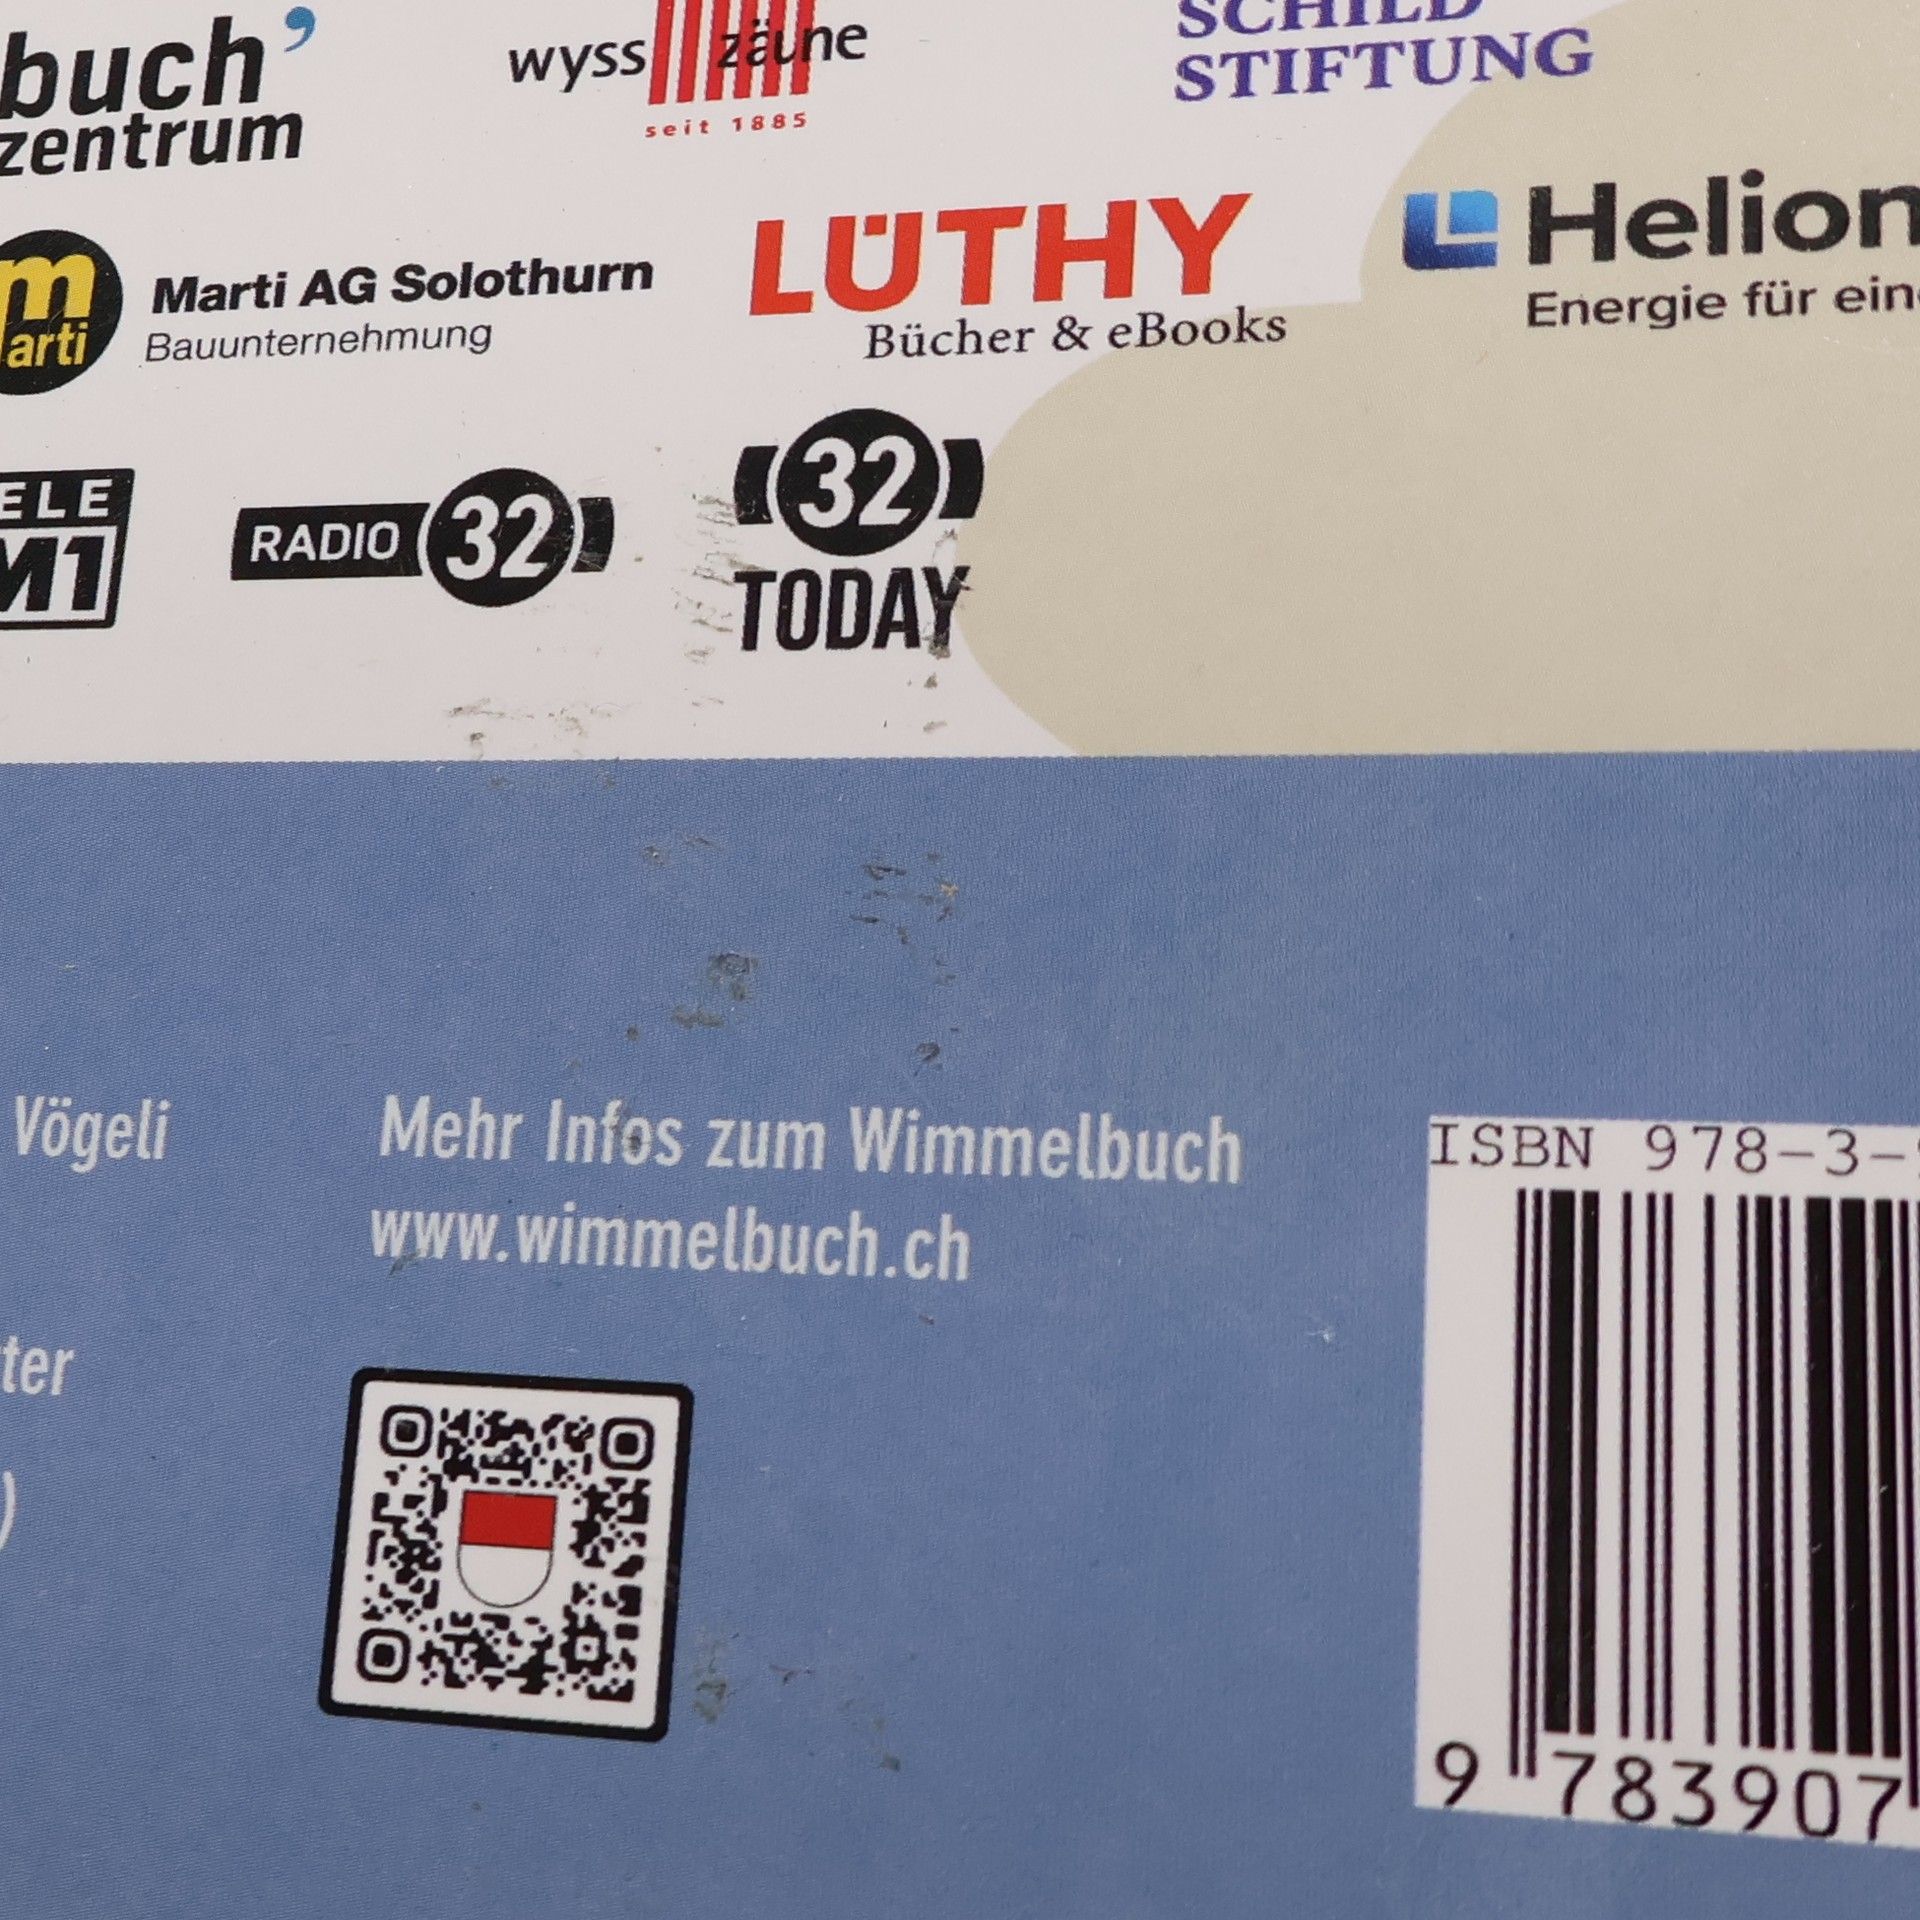 buch’
zentrum
wyss zäune
seit 1885
SCHILD
STIFTUNG
m
arti
Marti AG Solothurn
Bauunternehmung
LÜTHY
Bücher & eBooks
Helion
Energie für ein
ELE
M1
RADIO 32
32
TODAY
Vögeli
Mehr Infos zum Wimmelbuch
www.wimmelbuch.ch
ter
)
ISBN 978-3-9
9 783907